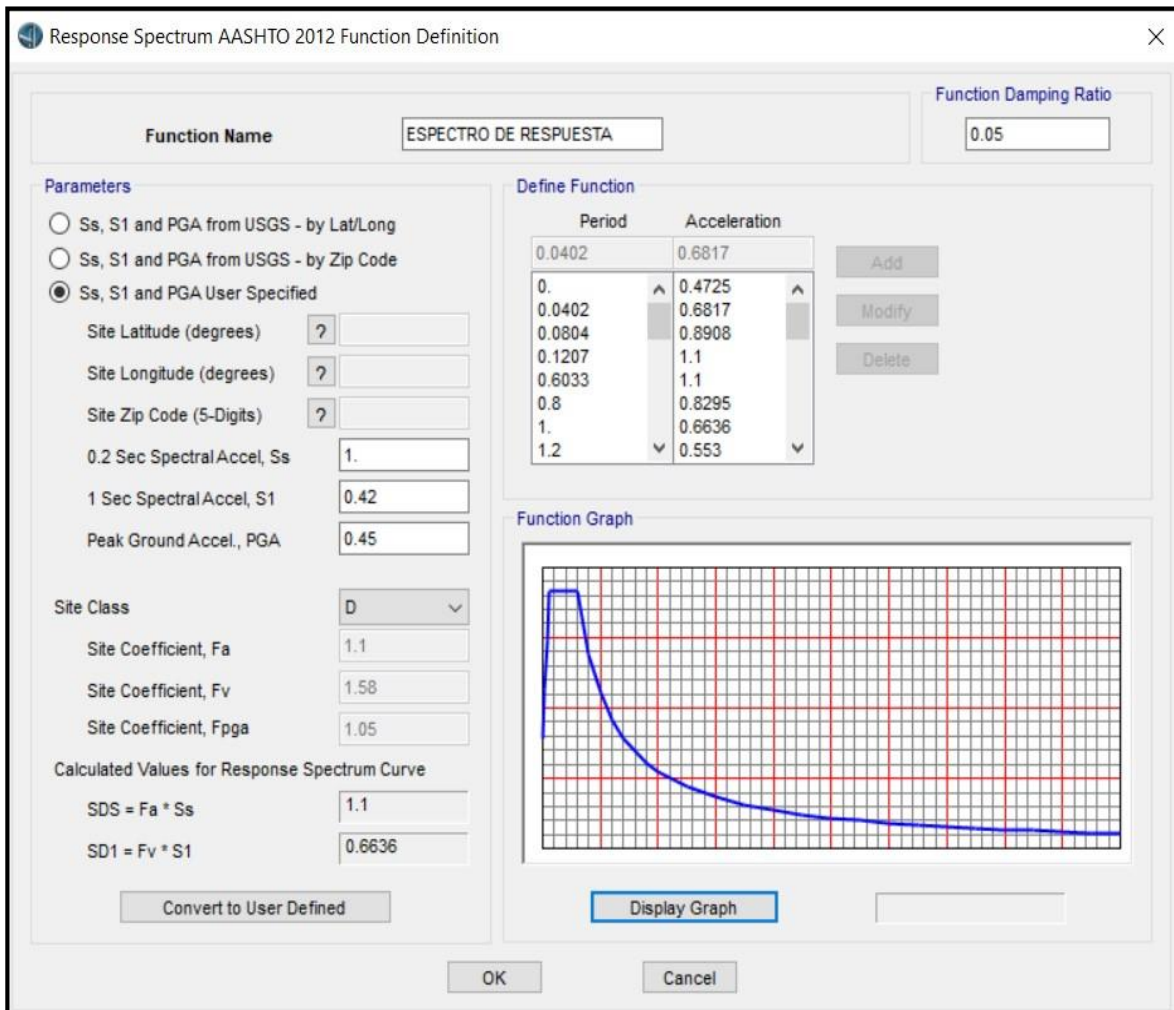 Response Spectrum AASHTO 2012 Function Definition
Function Damping Ratio
Function Name ESPECTRO DE RESPUESTA 0.05
Parameters
Ss, S1 and PGA from USGS - by Lat/Long
Ss, S1 and PGA from USGS - by Zip Code
Ss, S1 and PGA User Specified
Site Latitude (degrees) ?
Site Longitude (degrees) ?
Site Zip Code (5-Digits) ?
0.2 Sec Spectral Accel, Ss 1.
1 Sec Spectral Accel, S1 0.42
Peak Ground Accel., PGA 0.45
Site Class D
Site Coefficient, Fa 1.1
Site Coefficient, Fv 1.58
Site Coefficient, Fpga 1.05
Calculated Values for Response Spectrum Curve
SDS = Fa * Ss 1.1
SD1 = Fv * S1 0.6636
Convert to User Defined
Define Function
Period Acceleration
0.0402 0.6817
0. 0.4725
0.0402 0.6817
0.0804 0.8908
0.1207 1.1
0.6033 1.1
0.8 0.8295
1. 0.6636
1.2 0.553
Add
Modify
Delete
Function Graph
Display Graph
OK Cancel